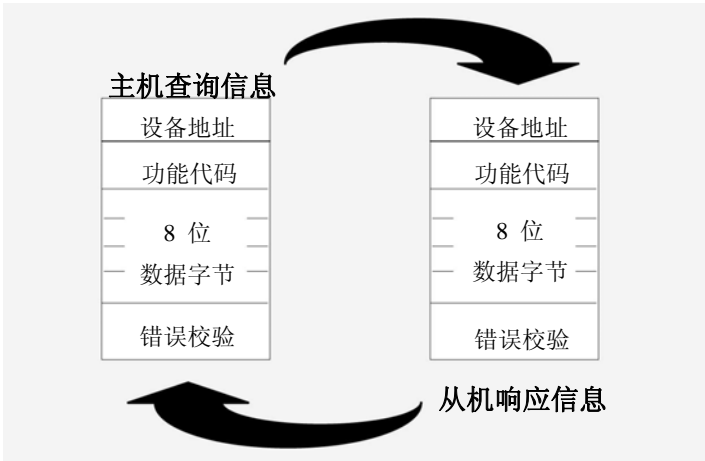 主机查询信息
设备地址
功能代码
8 位
数据字节
错误校验
设备地址
功能代码
8 位
数据字节
错误校验
从机响应信息